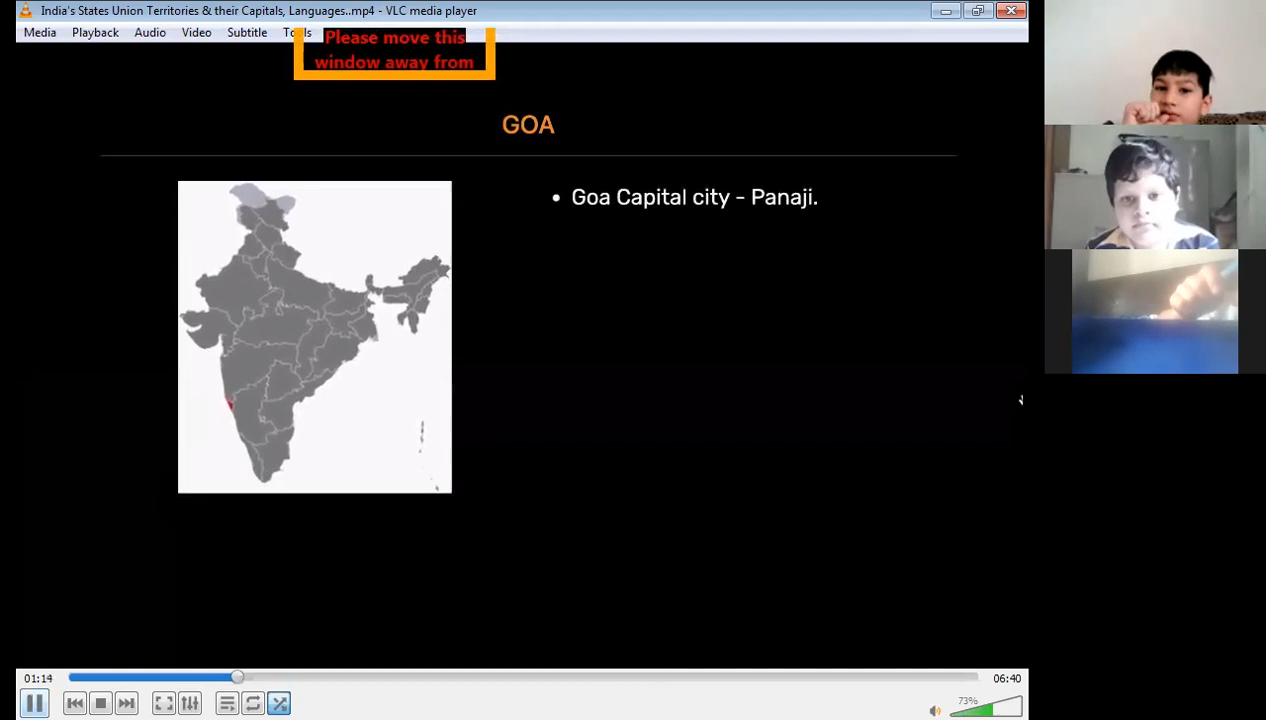 India's States Union Territories & their Capitals, Languages..mp4 - VLC media player
Media Playback Audio Video Subtitle Tools
Please move this
window away from
GOA
• Goa Capital city - Panaji.
01:14
06:40
73%